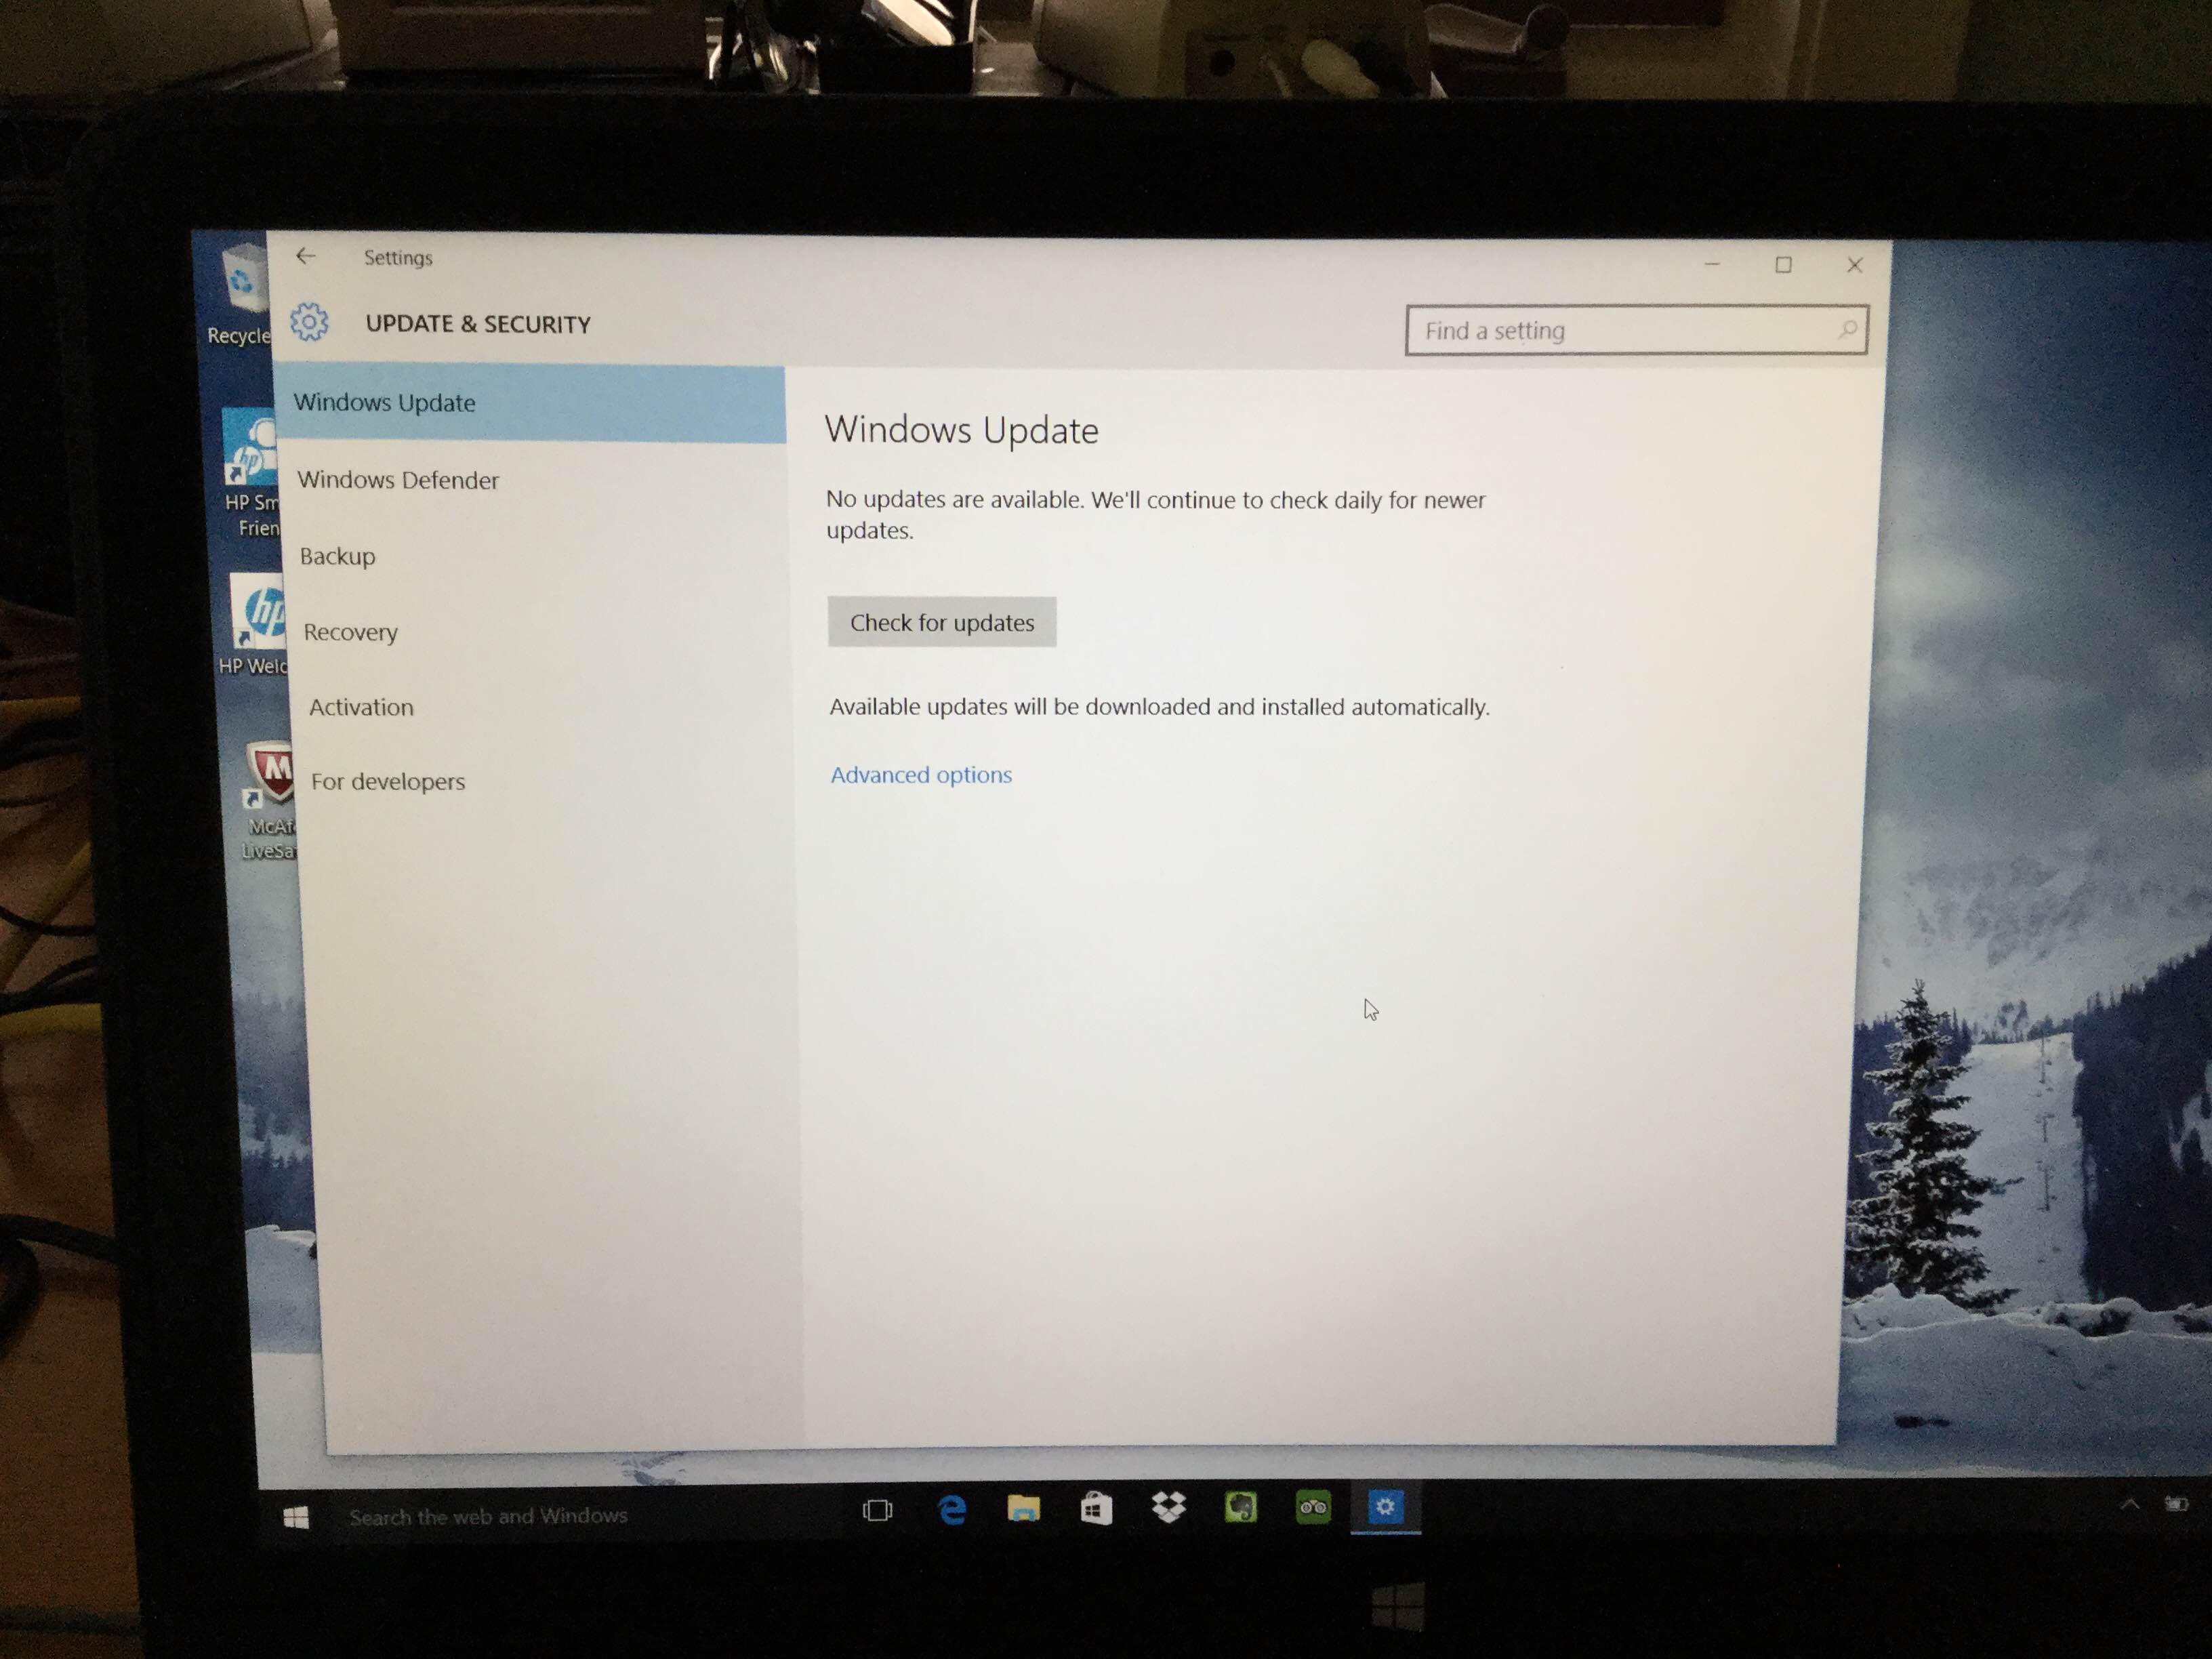 Settings
UPDATE & SECURITY
Find a setting
Windows Update
Windows Defender
Backup
Recovery
Activation
For developers
Windows Update
No updates are available. We'll continue to check daily for newer
updates.
Check for updates
Available updates will be downloaded and installed automatically.
Advanced options
Recycle
HP Sm
Frien
hp
HP Welc
M
McAf
LiveSa
Search the web and Windows